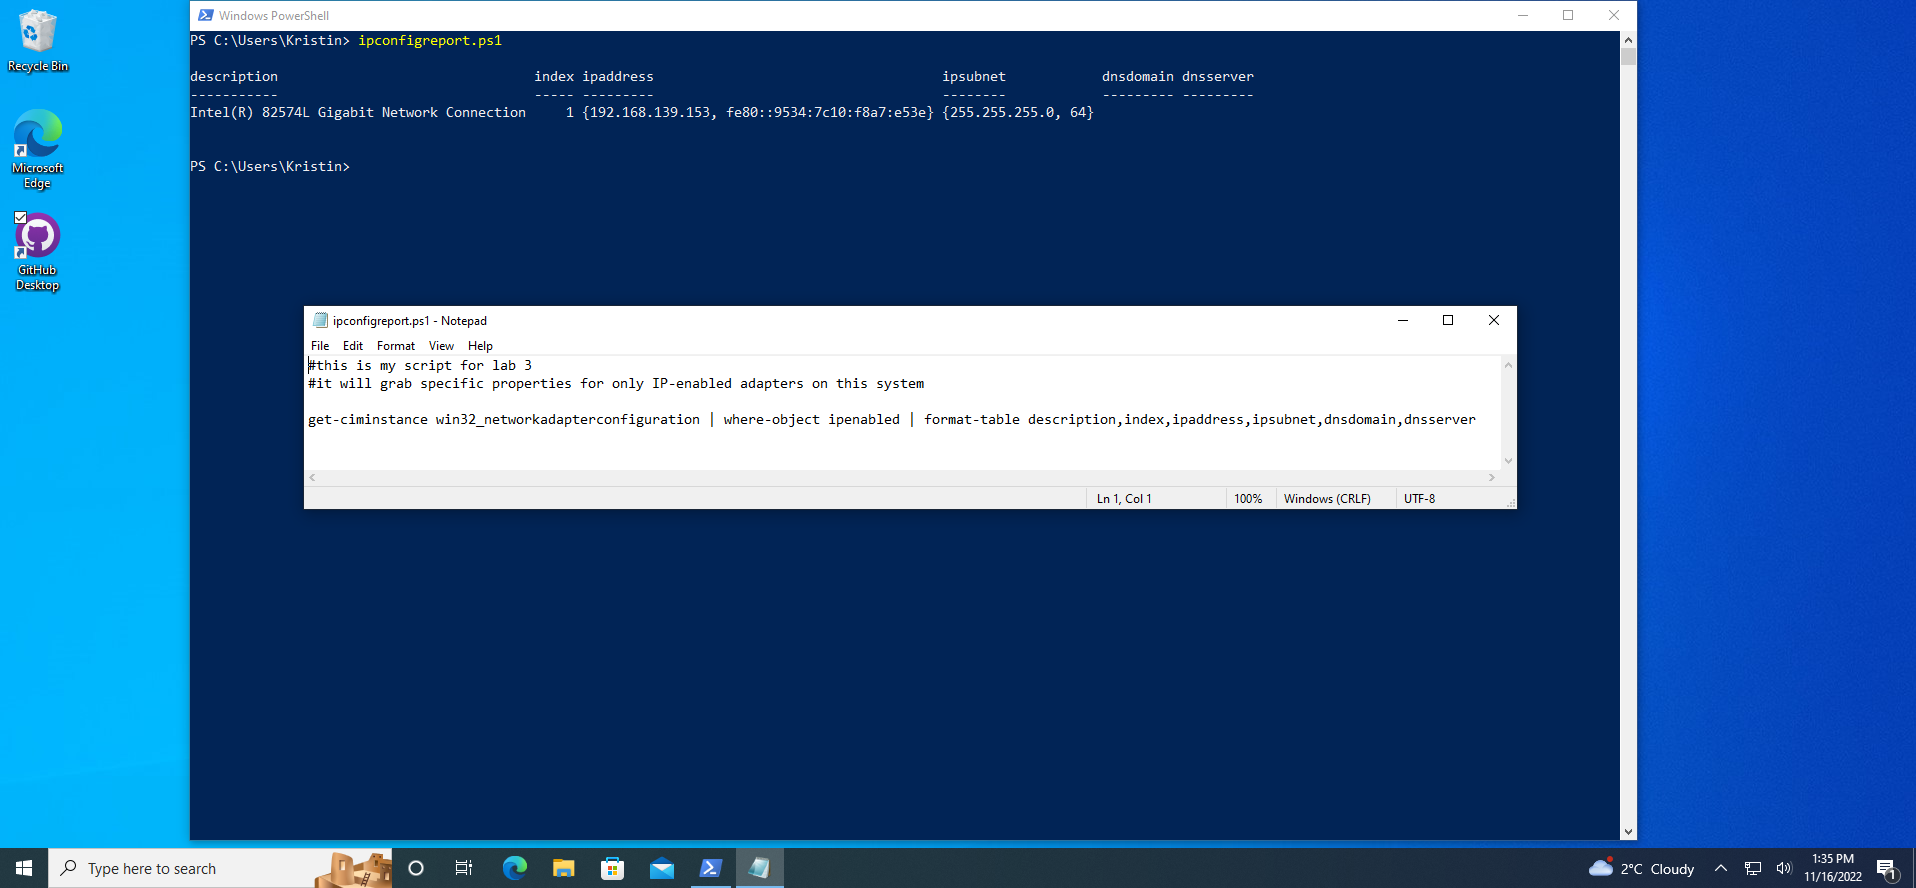 Recycle Bin
Microsoft
Edge
GitHub
Desktop
Windows PowerShell
PS C:\Users\Kristin> ipconfigreport.ps1
description index ipaddress ipsubnet dnsdomain dnsserver
----------- ----- --------- -------- --------- ---------
Intel(R) 82574L Gigabit Network Connection 1 {192.168.139.153, fe80::9534:7c10:f8a7:e53e} {255.255.255.0, 64}
PS C:\Users\Kristin>
ipconfigreport.ps1 - Notepad
File Edit Format View Help
#this is my script for lab 3
#it will grab specific properties for only IP-enabled adapters on this system
get-ciminstance win32_networkadapterconfiguration | where-object ipenabled | format-table description,index,ipaddress,ipsubnet,dnsdomain,dnsserver
Ln 1, Col 1 100% Windows (CRLF) UTF-8
Type here to search
2°C Cloudy
1:35 PM
11/16/2022
1